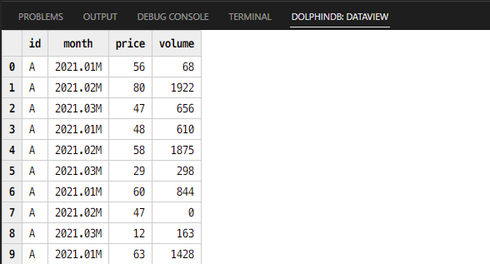 PROBLEMS OUTPUT DEBUG CONSOLE TERMINAL DOLPHINDB: DATAVIEW
id month price volume
0 A 2021.01M 56 68
1 A 2021.02M 80 1922
2 A 2021.03M 47 656
3 A 2021.01M 48 610
4 A 2021.02M 58 1875
5 A 2021.03M 29 298
6 A 2021.01M 60 844
7 A 2021.02M 47 0
8 A 2021.03M 12 163
9 A 2021.01M 63 1428